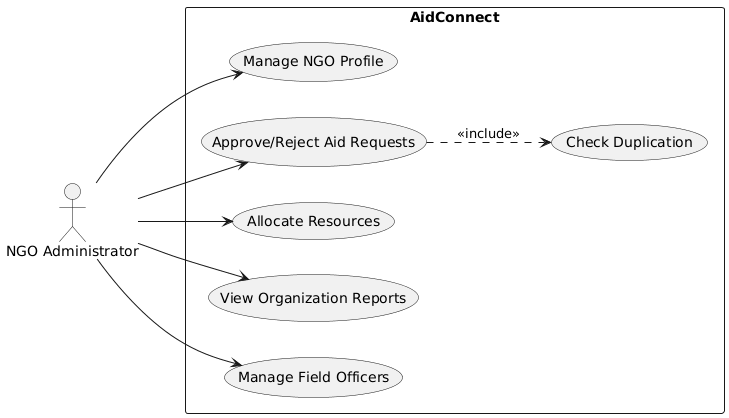 AidConnect
Manage NGO Profile
Approve/Reject Aid Requests
«include»
Check Duplication
Allocate Resources
NGO Administrator
View Organization Reports
Manage Field Officers